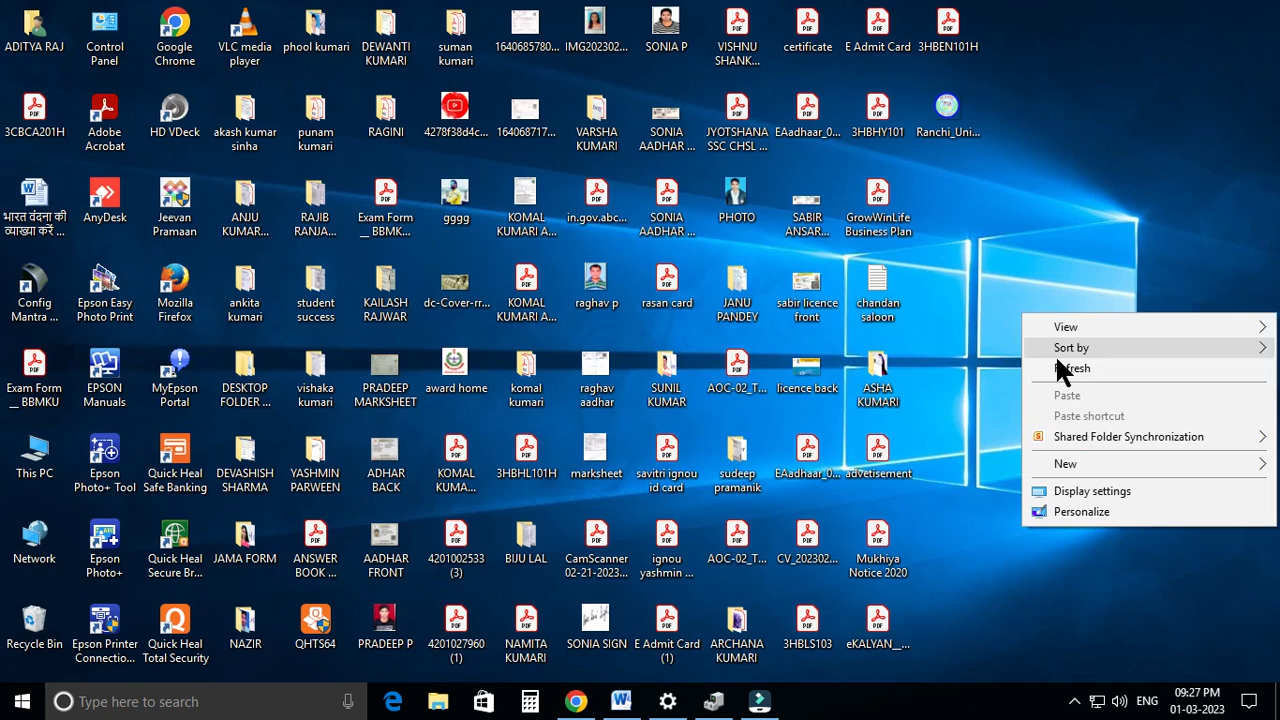 ADITYA RAJ
Control
Panel
Google
Chrome
VLC media
player
phool kumari
DEWANTI
KUMARI
suman
kumari
1640685780...
IMG202302...
SONIA P
VISHNU
SHANK...
certificate
E Admit Card
3HBEN101H
3CBCA201H
Adobe
Acrobat
HD VDeck
akash kumar
sinha
punam
kumari
RAGINI
4278f38d4c...
164068717...
VARSHA
KUMARI
SONIA
AADHAR ...
JYOTSHANA
SSC CHSL ...
EAadhaar_0...
3HBHY101
Ranchi_Uni...
भारत वंदना की
व्याख्या करें ...
AnyDesk
Jeevan
Pramaan
ANJU
KUMAR...
RAJIB
RANJA...
Exam Form
__ BBMK...
gggg
KOMAL
KUMARI A...
in.gov.abc...
SONIA
AADHAR ...
PHOTO
SABIR
ANSAR...
GrowWinLife
Business Plan
Config
Mantra ...
Epson Easy
Photo Print
Mozilla
Firefox
ankita
kumari
student
success
KAILASH
RAJWAR
dc-Cover-rr...
KOMAL
KUMARI A...
raghav p
rasan card
JANU
PANDEY
sabir licence
front
chandan
saloon
Exam Form
__ BBMKU
EPSON
Manuals
MyEpson
Portal
DESKTOP
FOLDER ...
vishaka
kumari
PRADEEP
MARKSHEET
award home
komal
kumari
raghav
aadhar
SUNIL
KUMAR
AOC-02_T...
licence back
ASHA
KUMARI
This PC
Epson
Photo+ Tool
Quick Heal
Safe Banking
DEVASHISH
SHARMA
YASHMIN
PARWEEN
ADHAR
BACK
KOMAL
KUMA...
3HBHL101H
marksheet
savitri ignou
id card
sudeep
pramanik
EAadhaar_0...
advetisement
Network
Epson
Photo+
Quick Heal
Secure Br...
JAMA FORM
ANSWER
BOOK ...
AADHAR
FRONT
4201002533
(3)
BIJU LAL
CamScanner
02-21-2023...
ignou
yashmin ...
AOC-02_T...
CV_202302...
Mukhiya
Notice 2020
Recycle Bin
Epson Printer
Connectio...
Quick Heal
Total Security
NAZIR
QHTS64
PRADEEP P
4201027960
(1)
NAMITA
KUMARI
SONIA SIGN
E Admit Card
(1)
ARCHANA
KUMARI
3HBLS103
eKALYAN__...
View
Sort by
Refresh
Paste
Paste shortcut
Shared Folder Synchronization
New
Display settings
Personalize
Type here to search
ENG
09:27 PM
01-03-2023